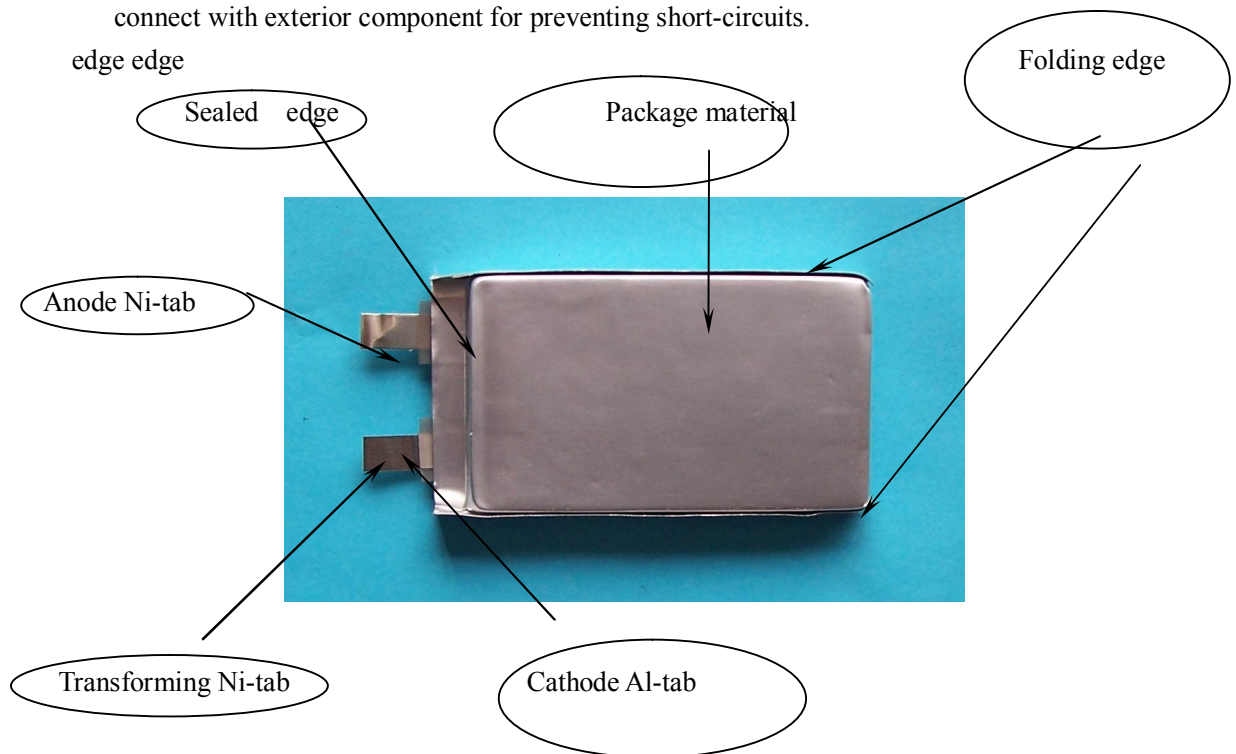 connect with exterior component for preventing short-circuits.
edge edge
Folding edge
Sealed edge
Package material
Anode Ni-tab
Transforming Ni-tab
Cathode Al-tab